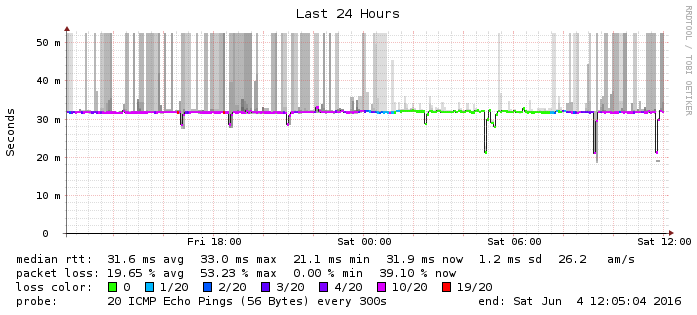 Last 24 Hours
RRDTOOL / TOBI OETIKER
Seconds
50 m
40 m
30 m
20 m
10 m
0
Fri 18:00 Sat 00:00 Sat 06:00 Sat 12:00
median rtt: 31.6 ms avg 33.0 ms max 21.1 ms min 31.9 ms now 1.2 ms sd 26.2 am/s
packet loss: 19.65 % avg 53.23 % max 0.00 % min 39.10 % now
loss color: 0 1/20 2/20 3/20 4/20 10/20 19/20
probe: 20 ICMP Echo Pings (56 Bytes) every 300s end: Sat Jun 4 12:05:04 2016